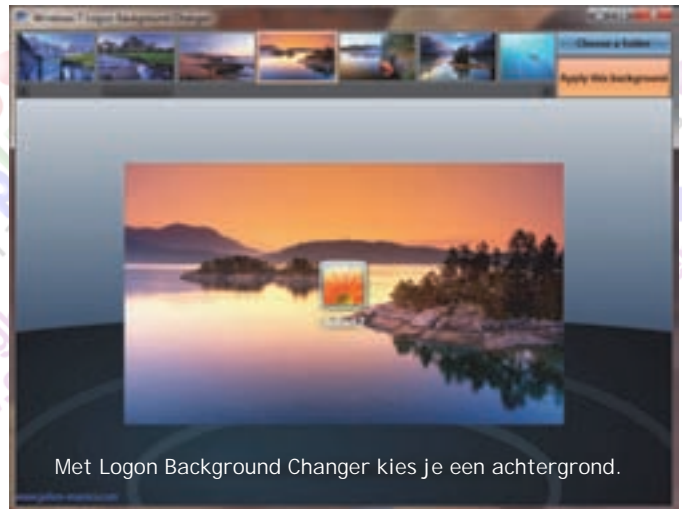 Windows 7 Logon Background Changer
Choose a folder
Apply this background
Met Logon Background Changer kies je een achtergrond.